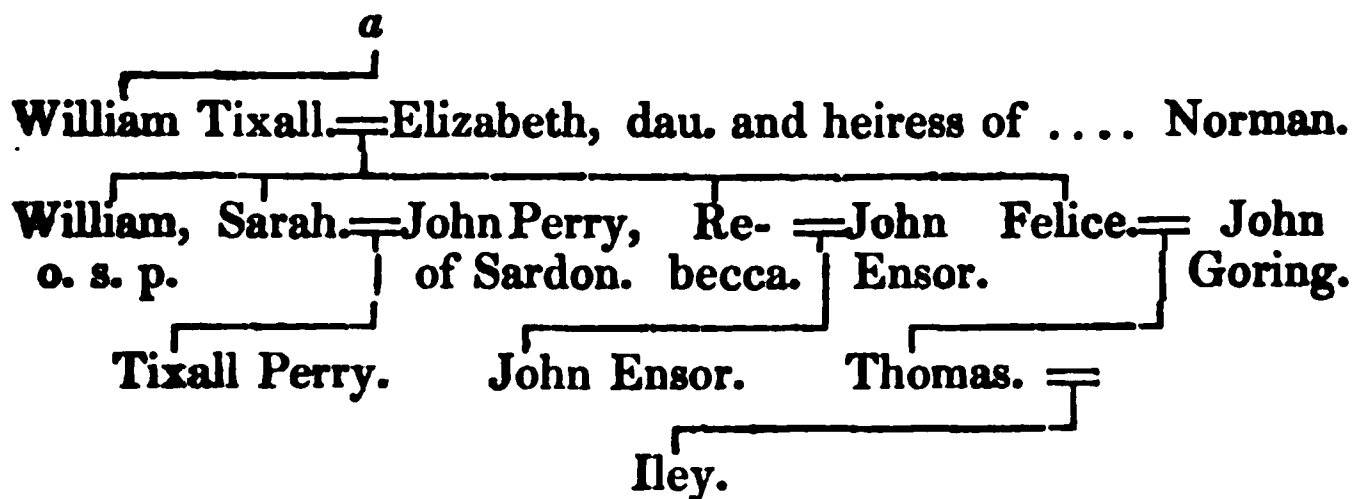 a
William Tixall.=Elizabeth, dau. and heiress of .... Norman.
William, Sarah.=John Perry, Re- =John Felice.= John
o. s. p. of Sardon. becca. Ensor. Goring.
Tixall Perry. John Ensor. Thomas. =
Iley.